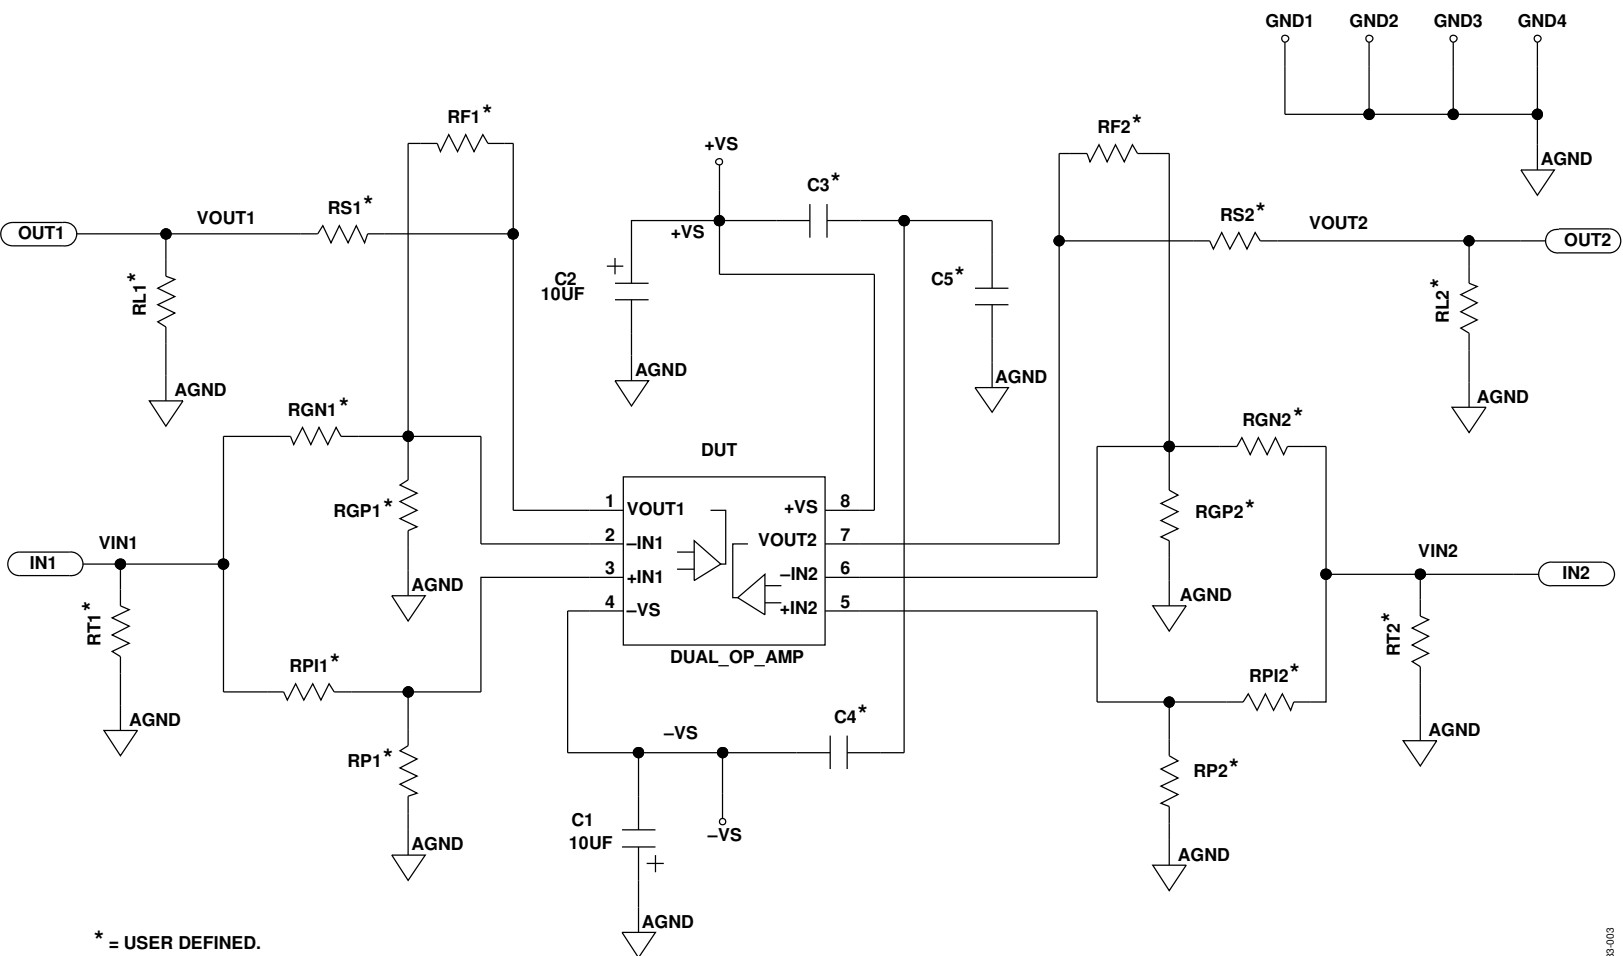 GND1 GND2 GND3 GND4
AGND
RF1*
RF2*
+VS
C3*
OUT1
VOUT1
RS1*
+VS
RS2*
VOUT2
OUT2
RL1*
C2
10UF
+
C5*
RL2*
AGND
AGND
AGND
AGND
RGN1*
RGN2*
DUT
RGP1*
RGP2*
1 VOUT1
2 –IN1
3 +IN1
4 –VS
+VS 8
VOUT2 7
–IN2 6
+IN2 5
DUAL_OP_AMP
IN1
VIN1
VIN2
IN2
AGND
AGND
RT1*
RT2*
RPI1*
RPI2*
AGND
AGND
–VS
C4*
RP1*
RP2*
C1
10UF
+
–VS
AGND
AGND
AGND
* = USER DEFINED.